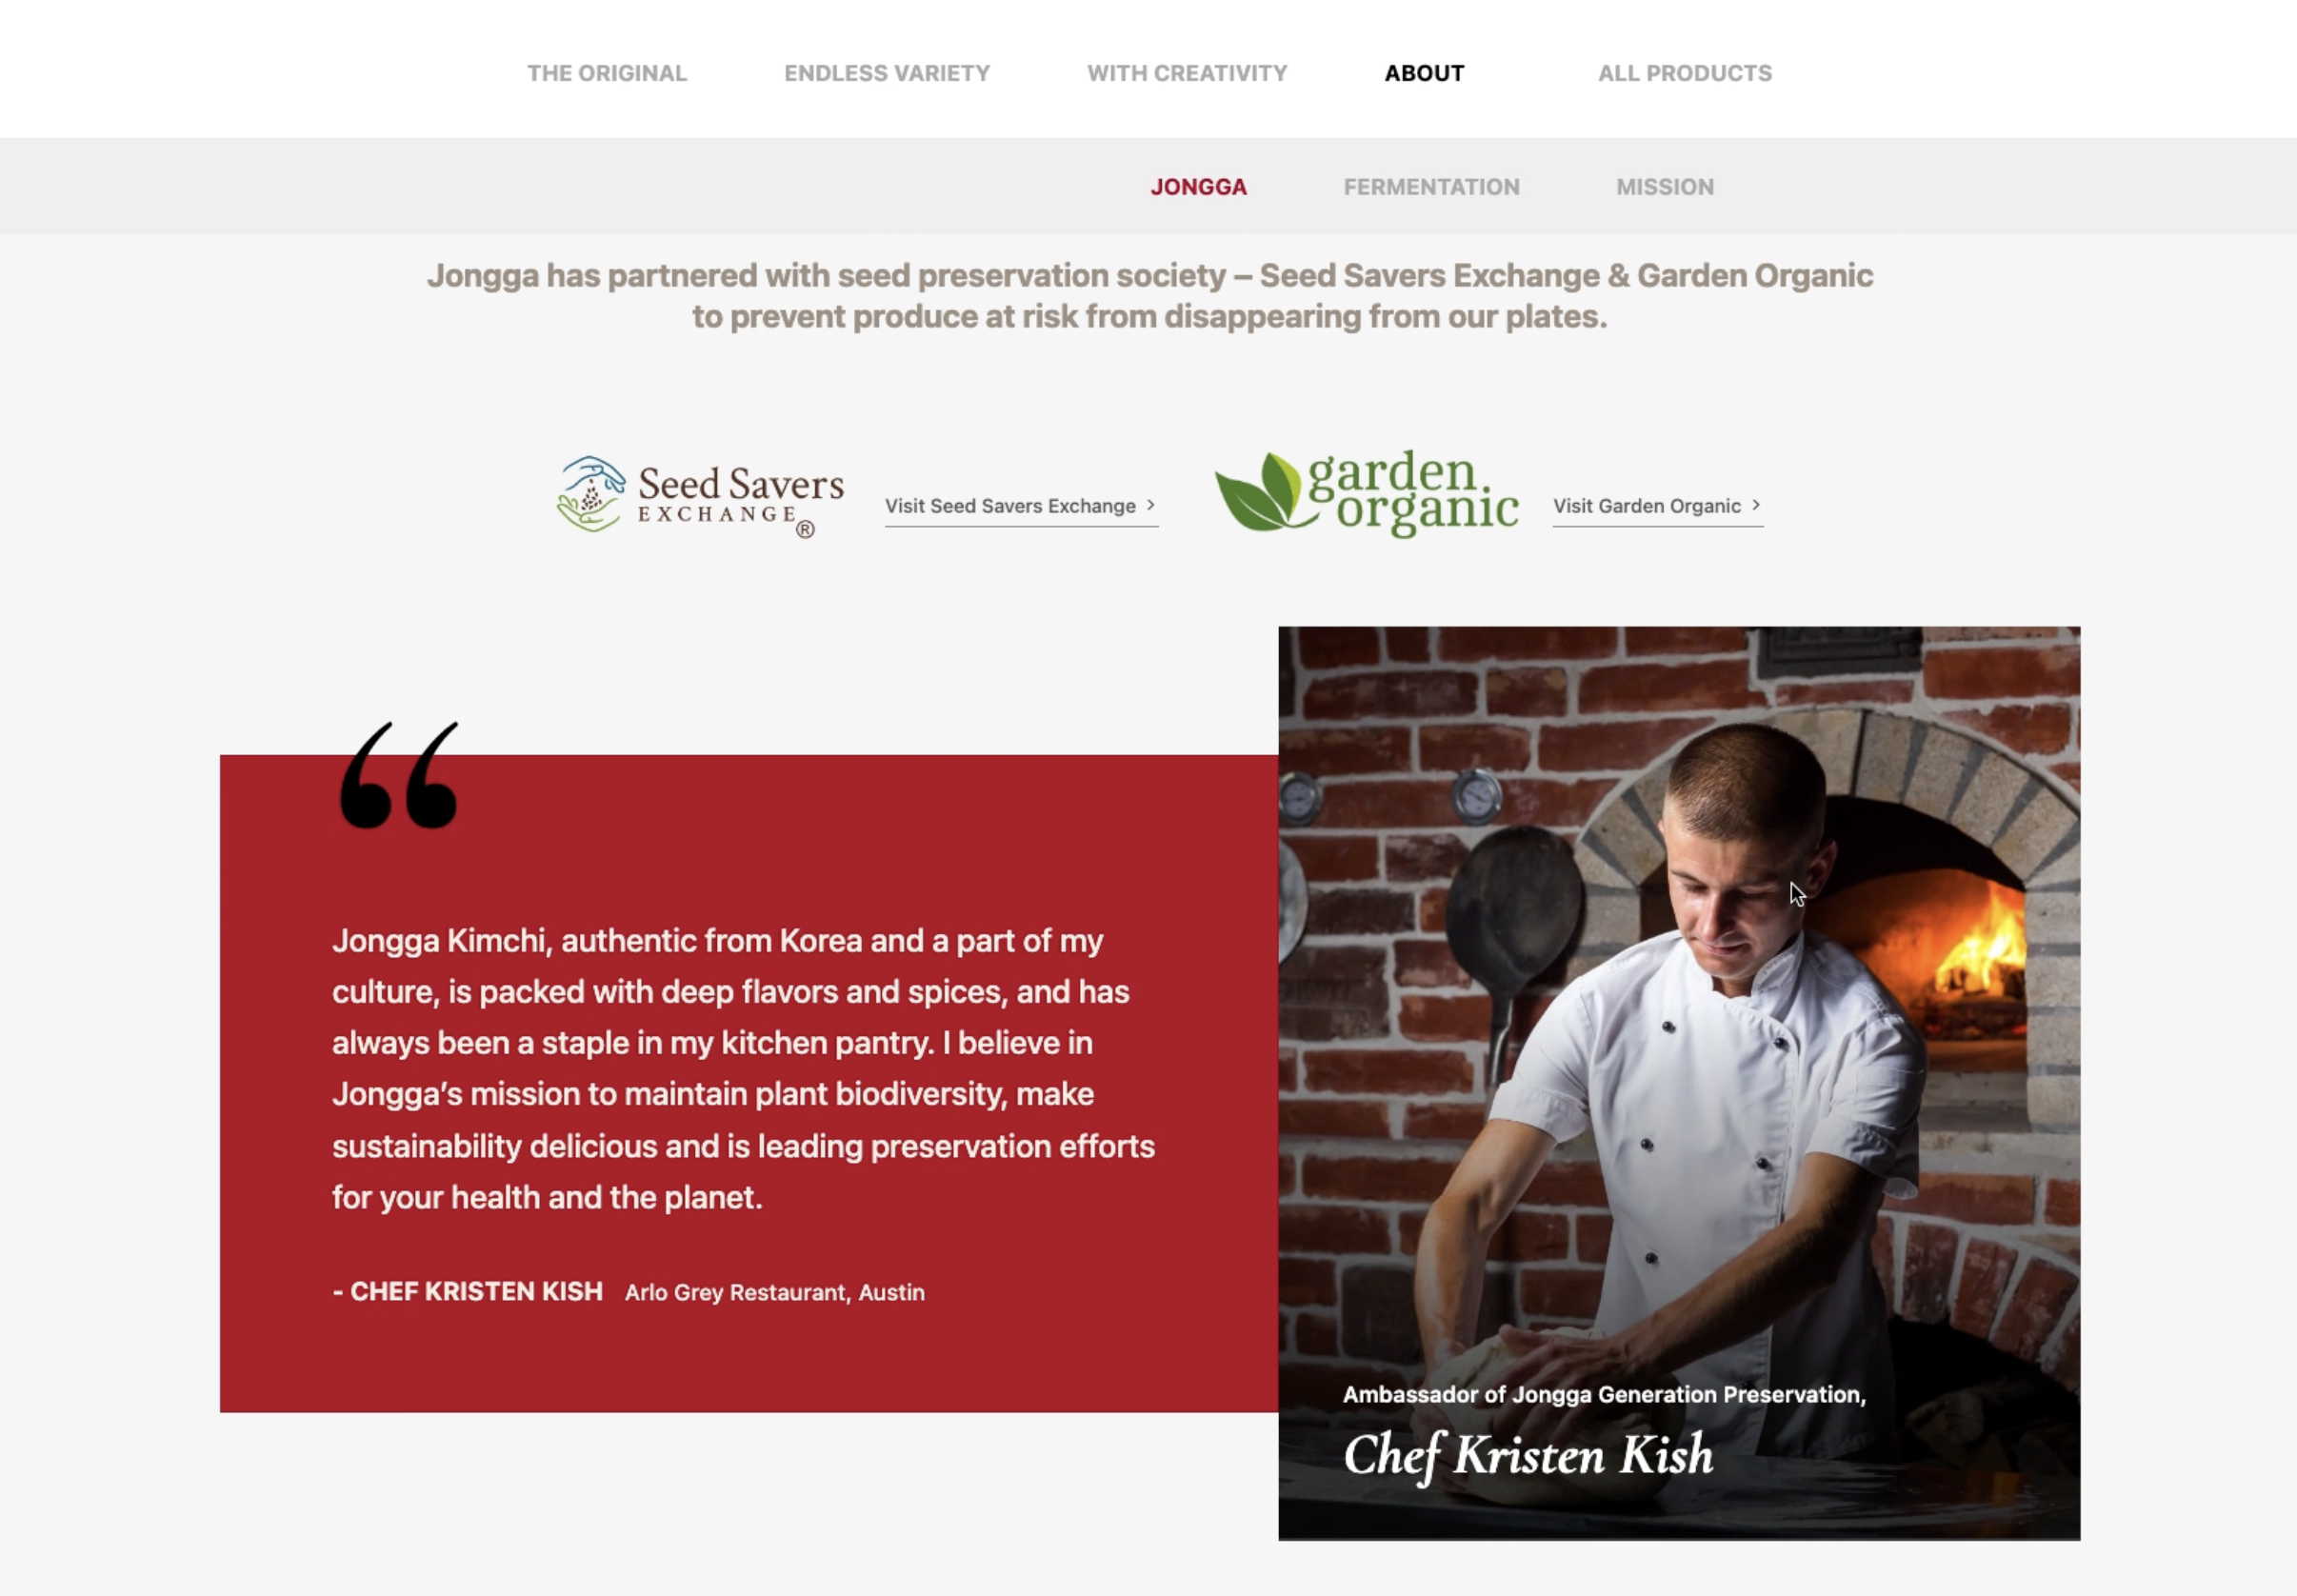 THE ORIGINAL ENDLESS VARIETY WITH CREATIVITY ABOUT ALL PRODUCTS
JONGGA FERMENTATION MISSION
Jongga has partnered with seed preservation society – Seed Savers Exchange & Garden Organic
to prevent produce at risk from disappearing from our plates.
Seed Savers
EXCHANGE®
Visit Seed Savers Exchange >
garden
organic
Visit Garden Organic >
“
Jongga Kimchi, authentic from Korea and a part of my
culture, is packed with deep flavors and spices, and has
always been a staple in my kitchen pantry. I believe in
Jongga’s mission to maintain plant biodiversity, make
sustainability delicious and is leading preservation efforts
for your health and the planet.
- CHEF KRISTEN KISH Arlo Grey Restaurant, Austin
Ambassador of Jongga Generation Preservation,
Chef Kristen Kish